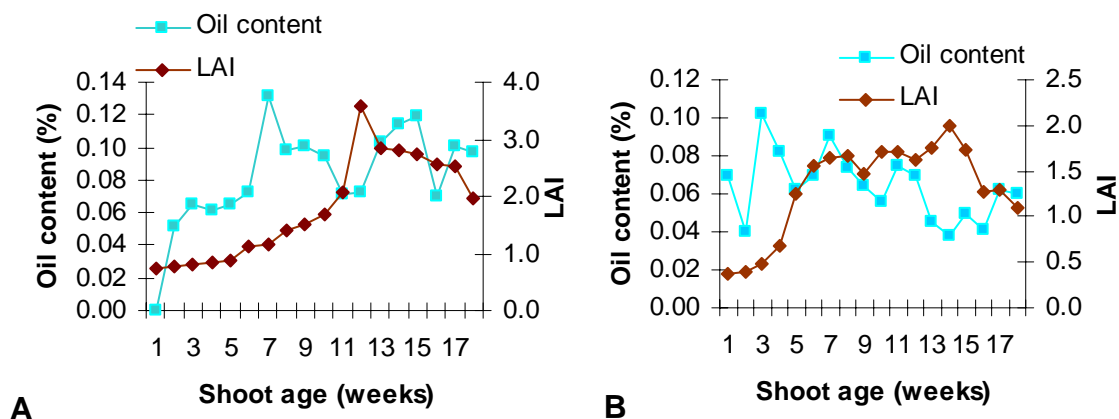 Oil content
LAI
Oil content (%)
0.14
0.12
0.10
0.08
0.06
0.04
0.02
0.00
4.0
3.0
2.0
1.0
0.0
LAI
1 3 5 7 9 11 13 15 17
Shoot age (weeks)
A
Oil content
LAI
Oil content (%)
0.12
0.10
0.08
0.06
0.04
0.02
0.00
2.5
2.0
1.5
1.0
0.5
0.0
LAI
1 3 5 7 9 11 13 15 17
Shoot age (weeks)
B